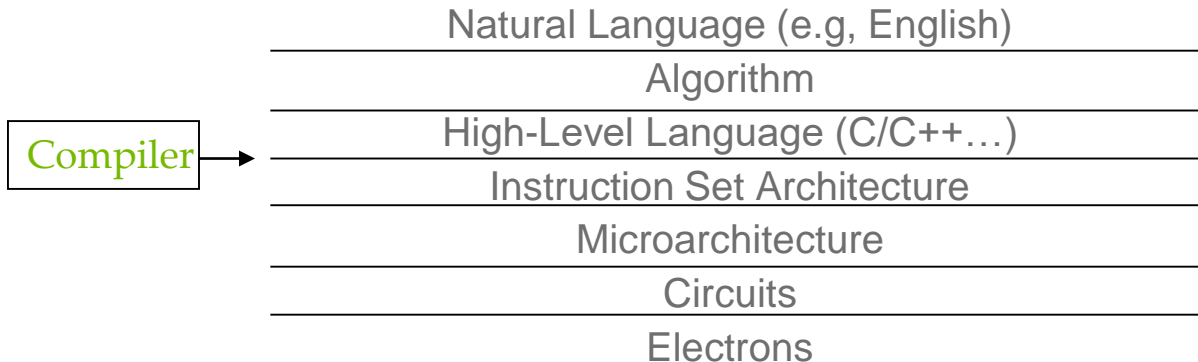 Natural Language (e.g, English)
Algorithm
High-Level Language (C/C++…)
Compiler
Instruction Set Architecture
Microarchitecture
Circuits
Electrons